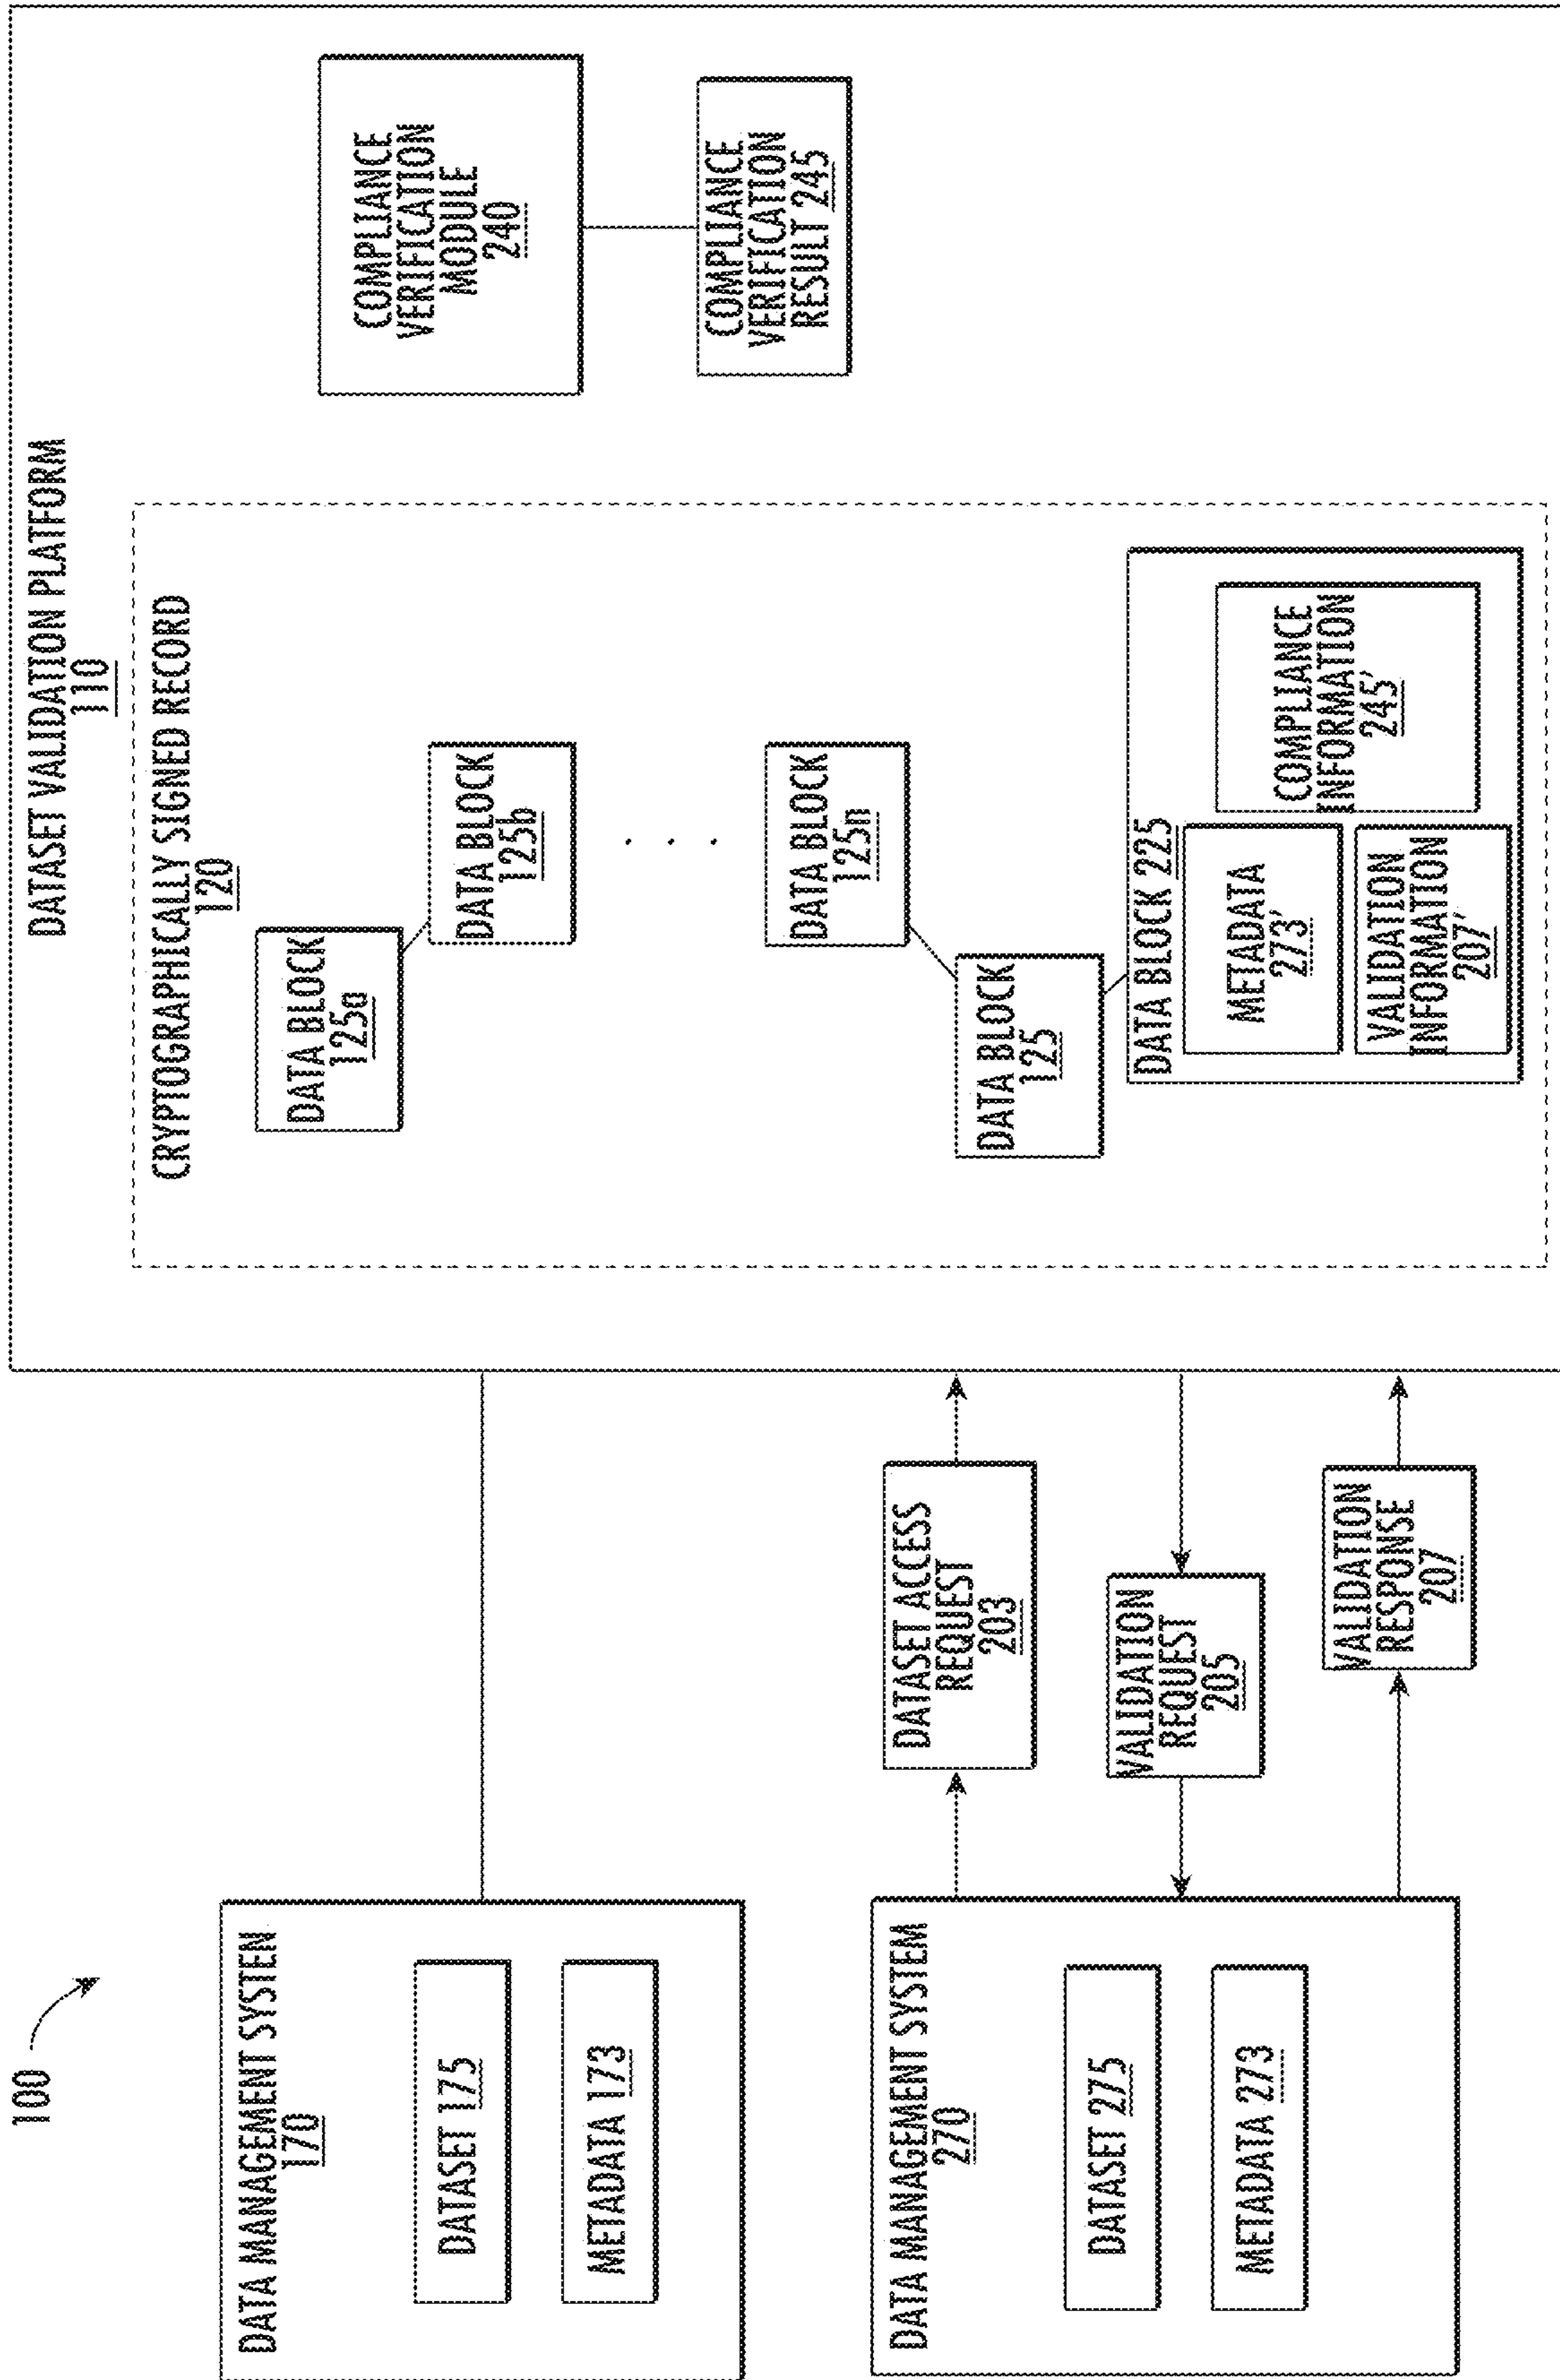 100
DATA MANAGEMENT SYSTEN
170
DATASET 175
METADATA 173
DATA MANAGEMENT SYSTEM
270
DATASET 275
METADATA 273
DATASET ACCESS
REQUEST
203
VALIDATION
REQUEST
205
VALIDATION
RESPONSE
207
DATASET VALIDATION PLATFORM
110
CRYPTOGRAPHICALLY SIGNED RECORD
120
DATA BLOCK
125a
DATA BLOCK
125b
. . .
DATA BLOCK
125n
DATA BLOCK
125
DATA BLOCK 225
METADATA
273'
VALIDATION
INFORMATION
207'
COMPLIANCE
INFORMATION
245'
COMPLIANCE
VERIFICATION
MODULE
240
COMPLIANCE
VERIFICATION
RESULT 245